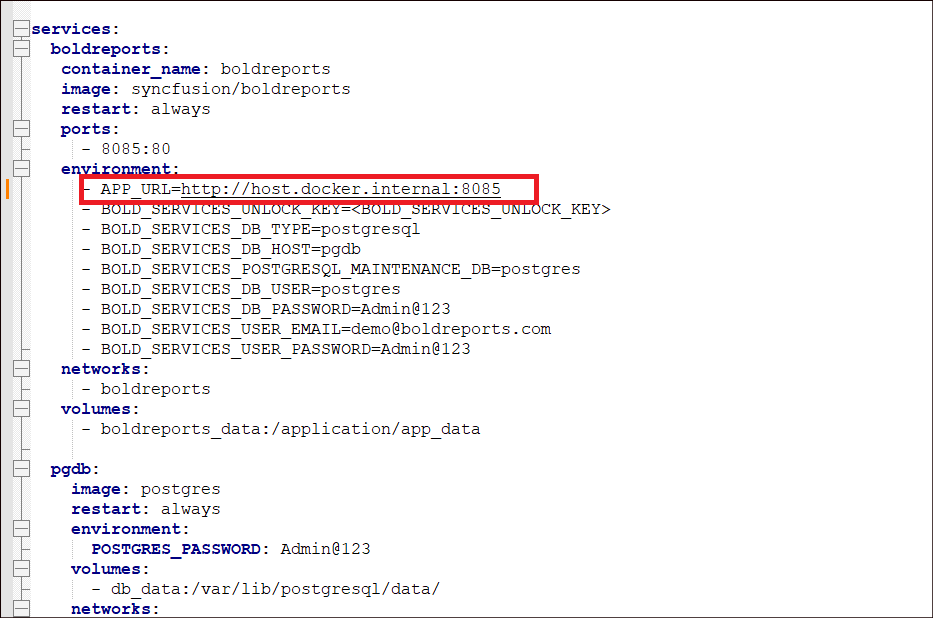 services:
  boldreports:
   container_name: boldreports
   image: syncfusion/boldreports
   restart: always
   ports:
     - 8085:80
   environment:
     - APP_URL=http://host.docker.internal:8085
     - BOLD_SERVICES_UNLOCK_KEY=<BOLD_SERVICES_UNLOCK_KEY>
     - BOLD_SERVICES_DB_TYPE=postgresql
     - BOLD_SERVICES_DB_HOST=pgdb
     - BOLD_SERVICES_POSTGRESQL_MAINTENANCE_DB=postgres
     - BOLD_SERVICES_DB_USER=postgres
     - BOLD_SERVICES_DB_PASSWORD=Admin@123
     - BOLD_SERVICES_USER_EMAIL=demo@boldreports.com
     - BOLD_SERVICES_USER_PASSWORD=Admin@123
   networks:
     - boldreports
   volumes:
     - boldreports_data:/application/app_data
  pgdb:
    image: postgres
    restart: always
    environment:
      POSTGRES_PASSWORD: Admin@123
    volumes:
      - db_data:/var/lib/postgresql/data/
    networks: